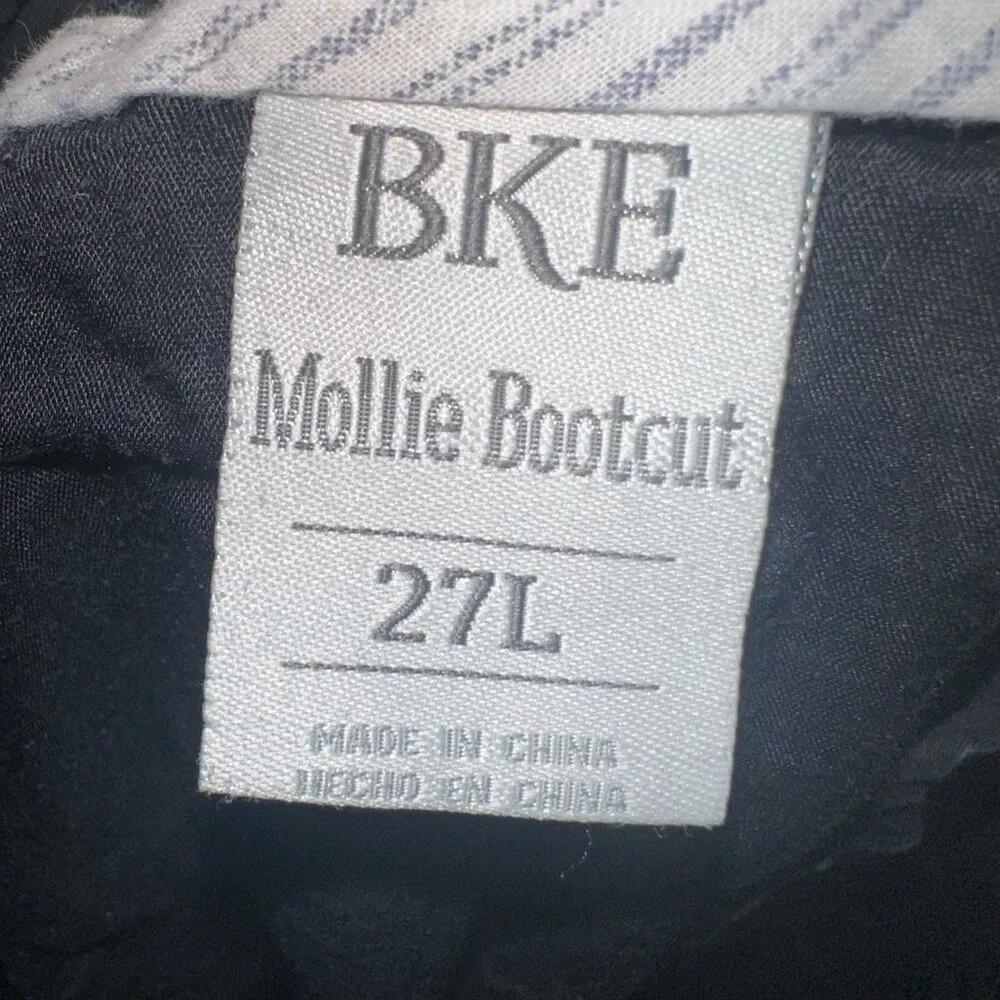 BKE
Mollie Bootcut
27L
MADE IN CHINA
HECHO EN CHINA